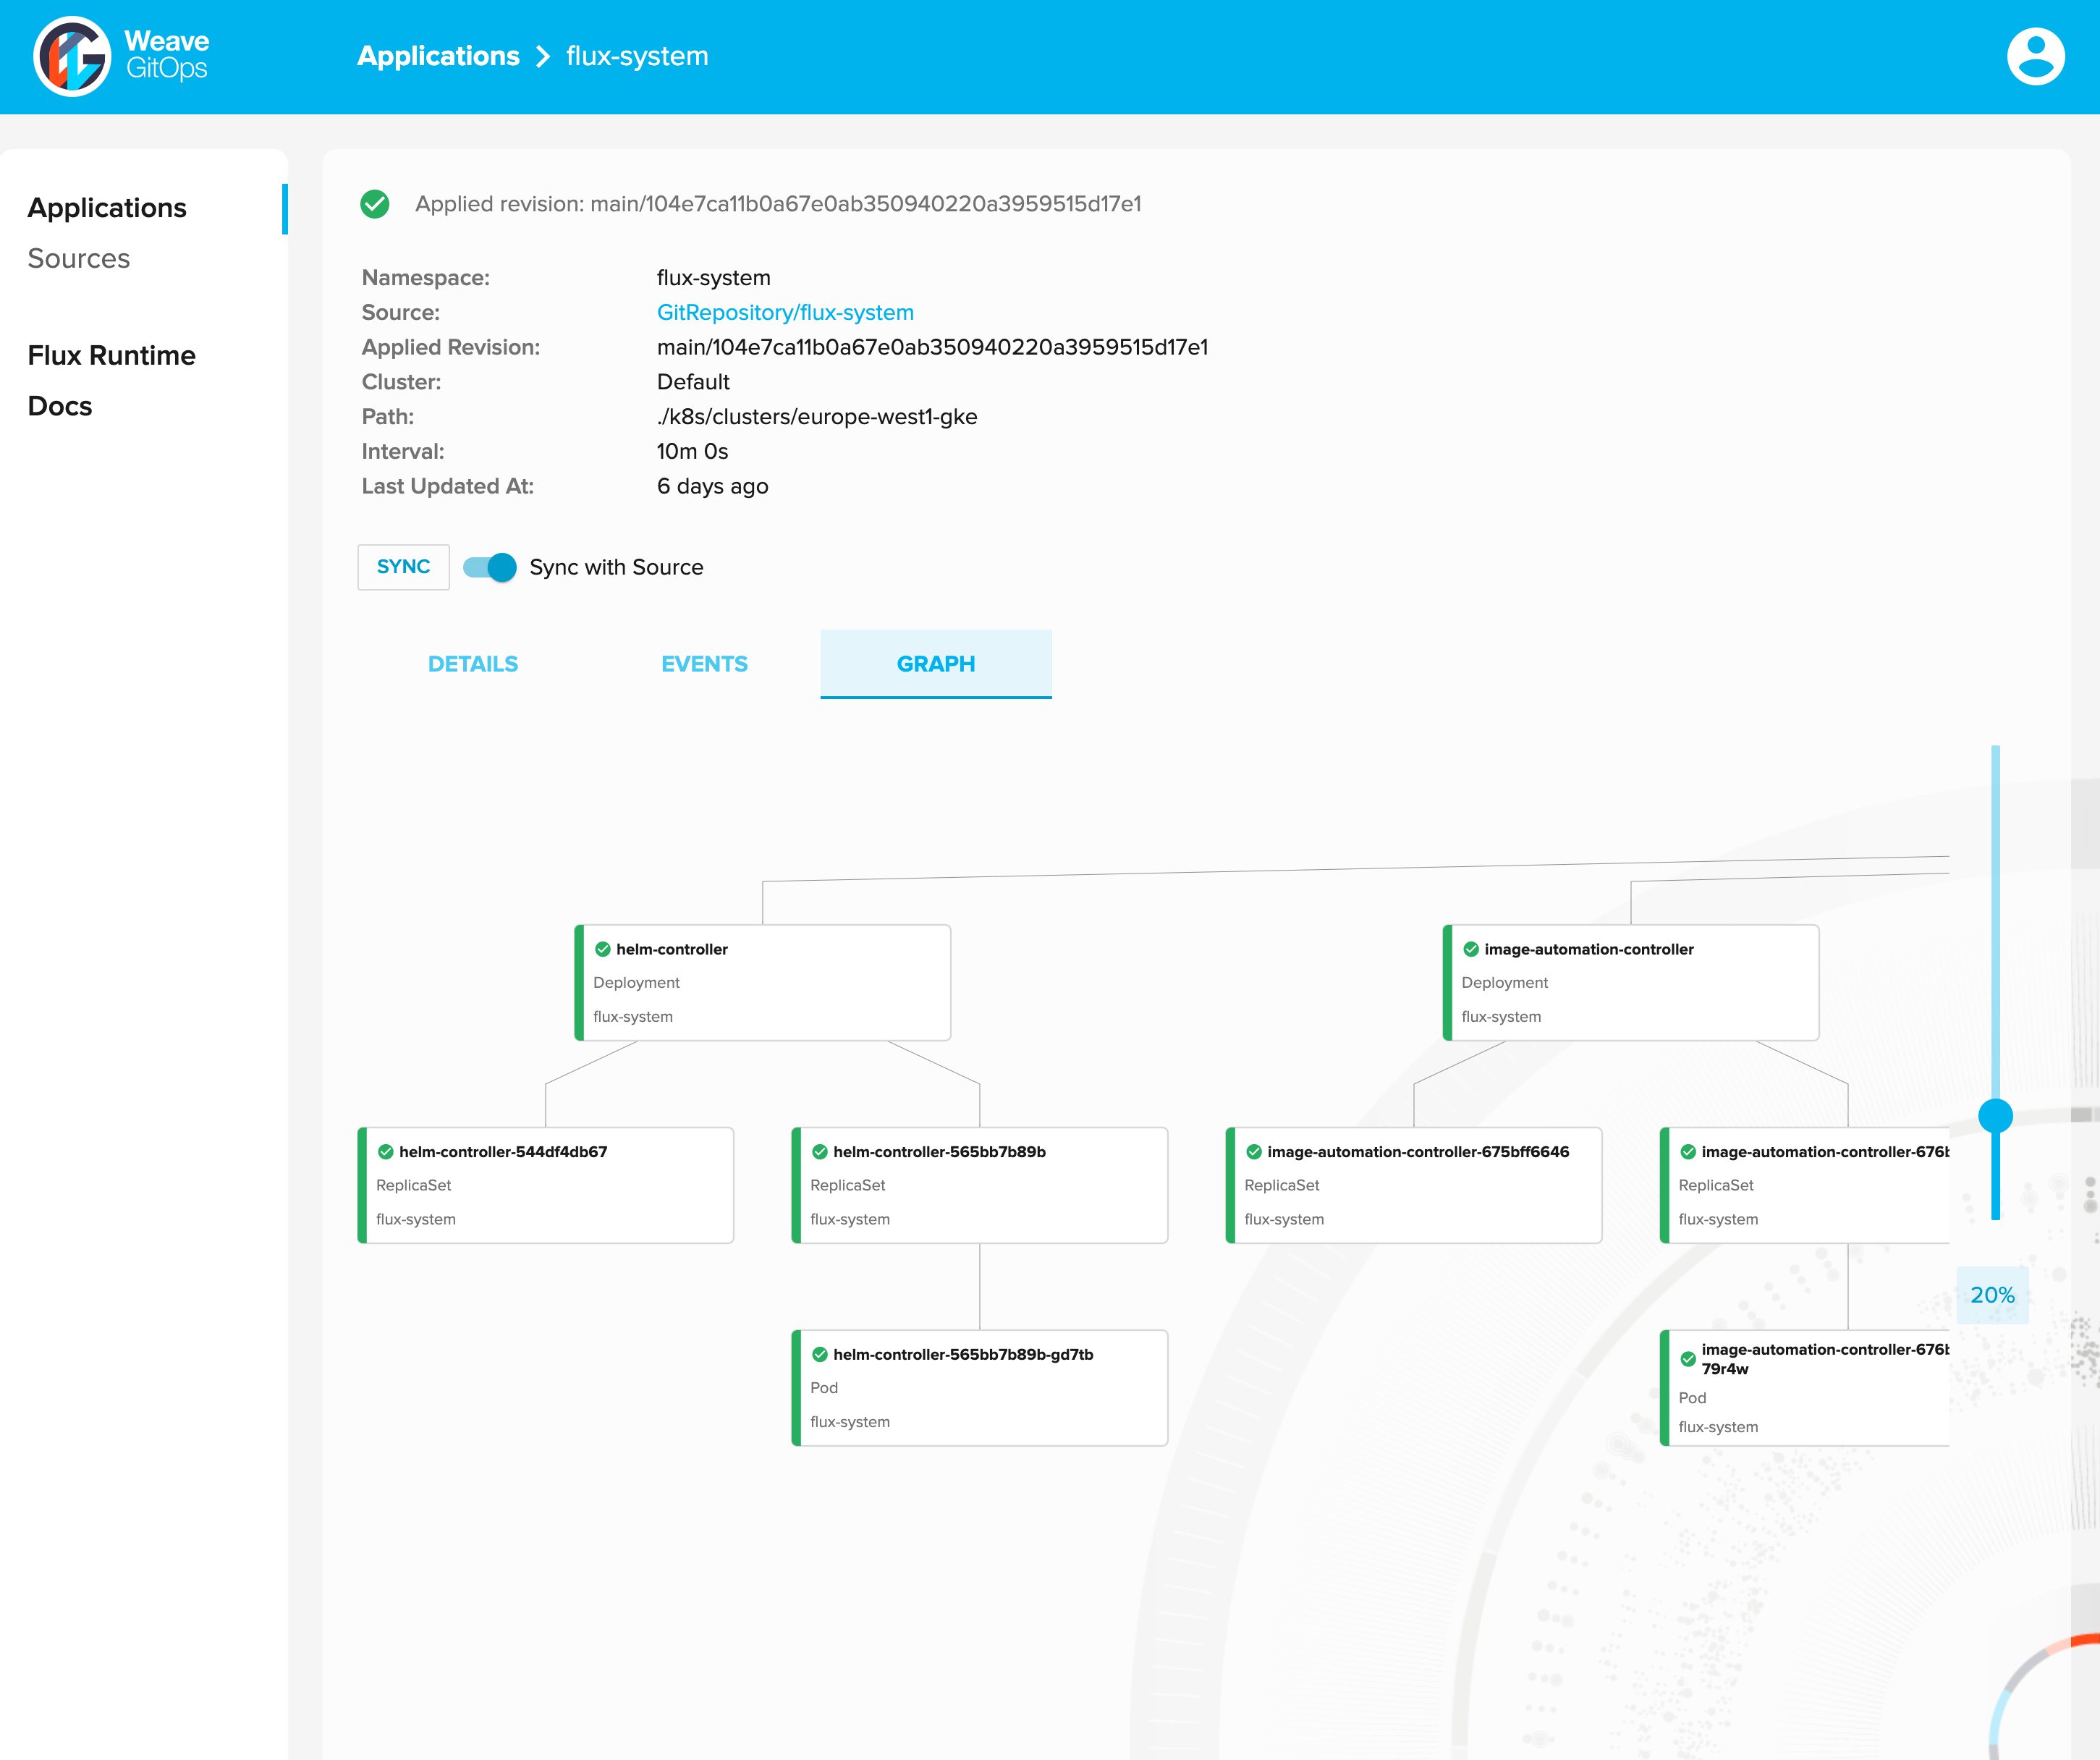 Weave
GitOps
Applications > flux-system
Applications
Sources
Flux Runtime
Docs
Applied revision: main/104e7ca11b0a67e0ab350940220a3959515d17e1
Namespace: flux-system
Source: GitRepository/flux-system
Applied Revision: main/104e7ca11b0a67e0ab350940220a3959515d17e1
Cluster: Default
Path: ./k8s/clusters/europe-west1-gke
Interval: 10m 0s
Last Updated At: 6 days ago
SYNC Sync with Source
DETAILS EVENTS GRAPH
helm-controller
Deployment
flux-system
image-automation-controller
Deployment
flux-system
helm-controller-544df4db67
ReplicaSet
flux-system
helm-controller-565bb7b89b
ReplicaSet
flux-system
image-automation-controller-675bff6646
ReplicaSet
flux-system
image-automation-controller-676b
ReplicaSet
flux-system
20%
helm-controller-565bb7b89b-gd7tb
Pod
flux-system
image-automation-controller-676b
79r4w
Pod
flux-system